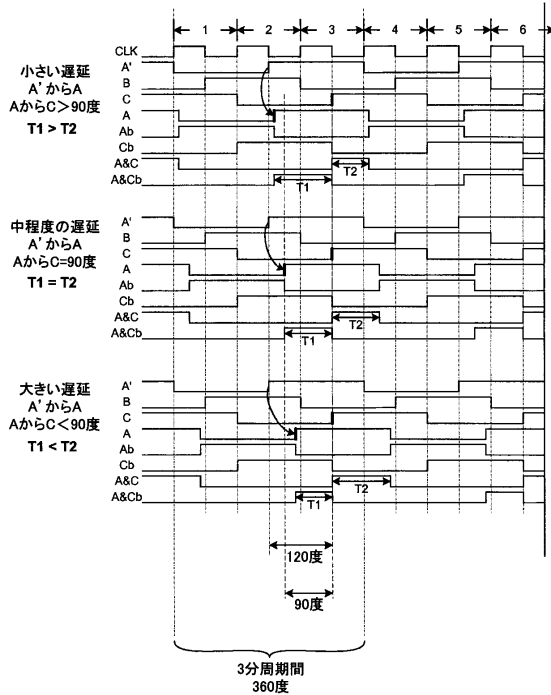 1 2 3 4 5 6
CLK
小さい遅延
A'からA
AからC>90度
T1 > T2
A'
B
C
A
Ab
Cb
A&C
T2
A&Cb
T1
中程度の遅延
A'からA
AからC=90度
T1 = T2
A'
B
C
A
Ab
Cb
A&C
T2
A&Cb
T1
大きい遅延
A'からA
AからC<90度
T1 < T2
A'
B
C
A
Ab
Cb
A&C
T2
A&Cb
T1
120度
90度
3分周期間
360度